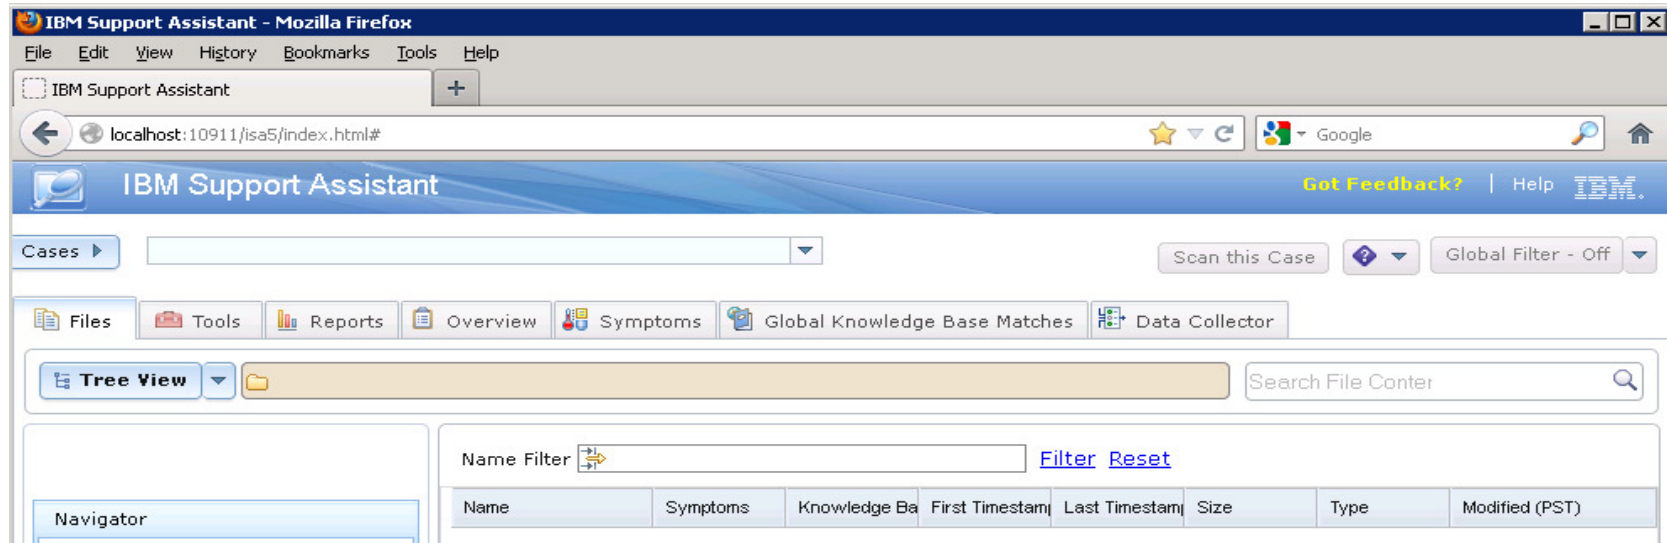 IBM Support Assistant - Mozilla Firefox
File Edit View History Bookmarks Tools Help
IBM Support Assistant +
localhost:10911/isa5/index.html# Google
IBM Support Assistant Got Feedback? | Help IBM.
Cases Scan this Case ? Global Filter - Off
Files Tools Reports Overview Symptoms Global Knowledge Base Matches Data Collector
Tree View Search File Conter
Name Filter Filter Reset
Name Symptoms Knowledge Ba First Timestamp Last Timestamp Size Type Modified (PST)
Navigator